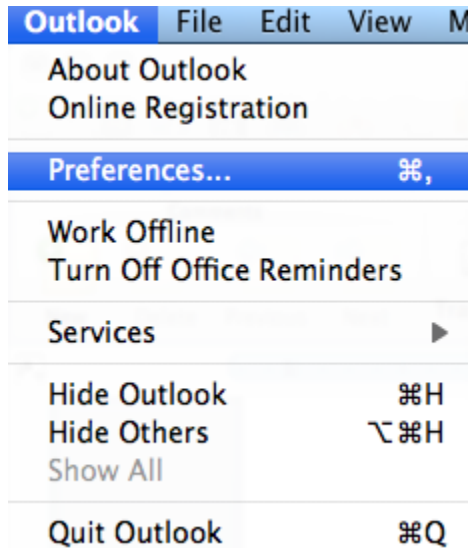 Outlook File Edit View M
About Outlook
Online Registration
Preferences... ⌘,
Work Offline
Turn Off Office Reminders
Services ▶
Hide Outlook ⌘H
Hide Others ⌥⌘H
Show All
Quit Outlook ⌘Q